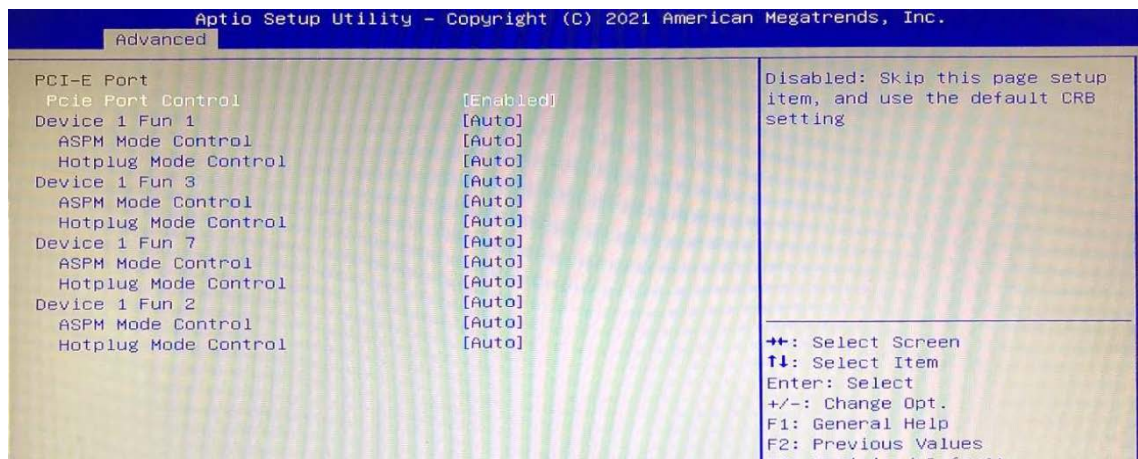 Aptio Setup Utility – Copyright (C) 2021 American Megatrends, Inc.
Advanced
PCI-E Port
Pcie Port Control [Enabled]
Device 1 Fun 1 [Auto]
ASPM Mode Control [Auto]
Hotplug Mode Control [Auto]
Device 1 Fun 3 [Auto]
ASPM Mode Control [Auto]
Hotplug Mode Control [Auto]
Device 1 Fun 7 [Auto]
ASPM Mode Control [Auto]
Hotplug Mode Control [Auto]
Device 1 Fun 2 [Auto]
ASPM Mode Control [Auto]
Hotplug Mode Control [Auto]
Disabled: Skip this page setup
item, and use the default CRB
setting
→←: Select Screen
↑↓: Select Item
Enter: Select
+/-: Change Opt.
F1: General Help
F2: Previous Values